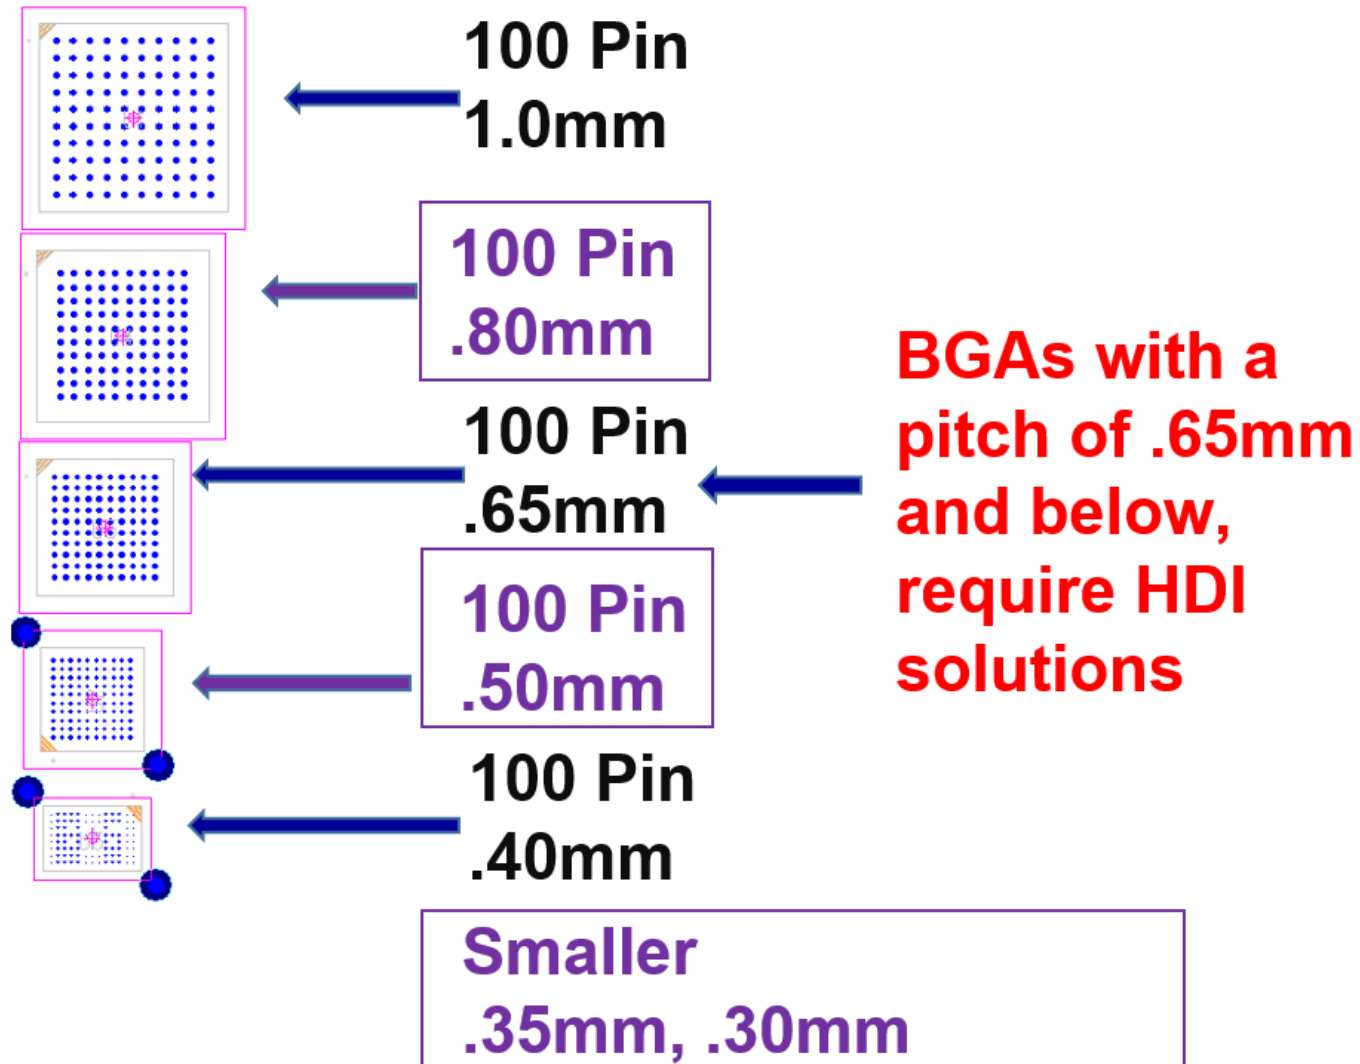 100 Pin
1.0mm
100 Pin
.80mm
100 Pin
.65mm
BGAs with a
pitch of .65mm
and below,
require HDI
solutions
100 Pin
.50mm
100 Pin
.40mm
Smaller
.35mm, .30mm